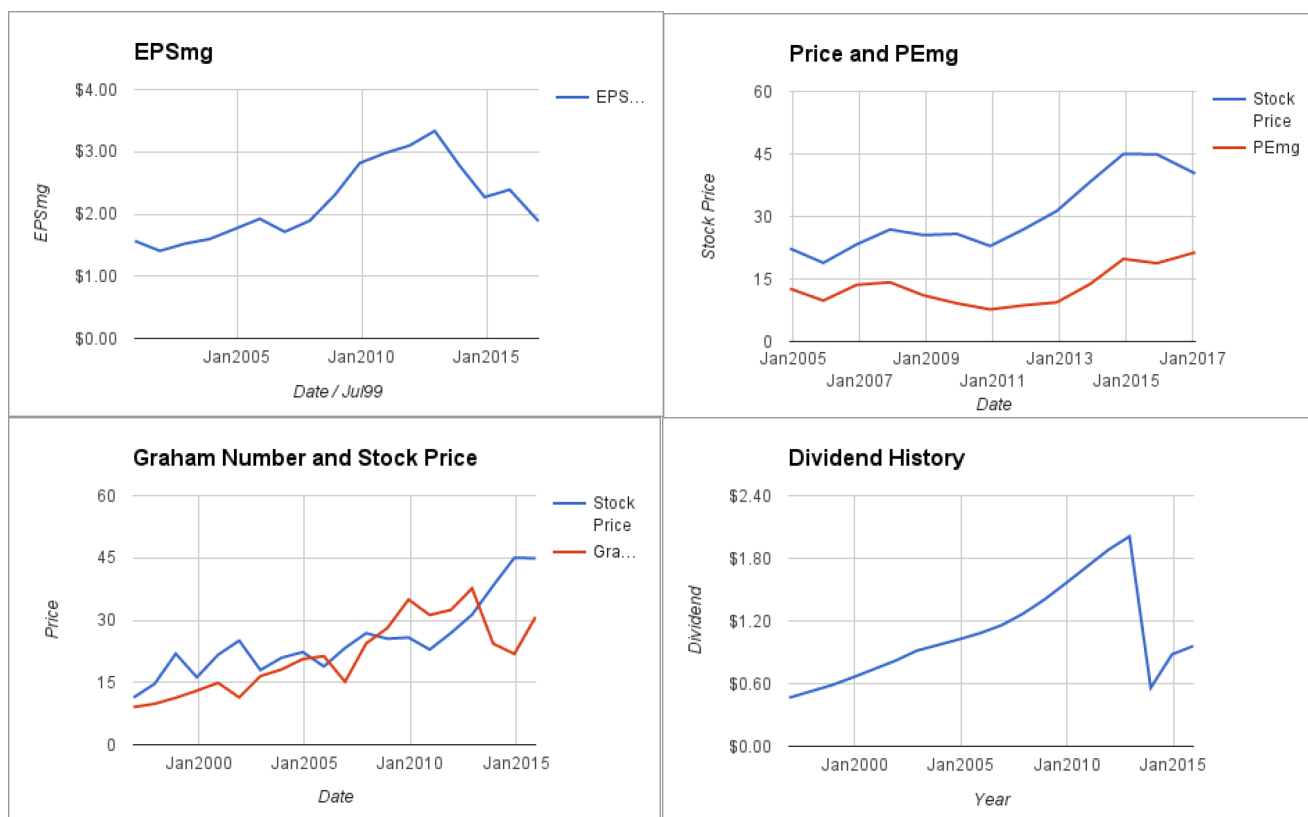 EPSmg
$4.00
$3.00
$2.00
$1.00
$0.00
EPSmg
Jan2005
Jan2010
Jan2015
Date / Jul99
EPS...
Price and PEmg
60
45
30
15
0
Stock Price
Jan2005
Jan2007
Jan2009
Jan2011
Jan2013
Jan2015
Jan2017
Date
Stock
Price
PEmg
Graham Number and Stock Price
60
45
30
15
0
Price
Jan2000
Jan2005
Jan2010
Jan2015
Date
Stock
Price
Gra...
Dividend History
$2.40
$1.80
$1.20
$0.60
$0.00
Dividend
Jan2000
Jan2005
Jan2010
Jan2015
Year